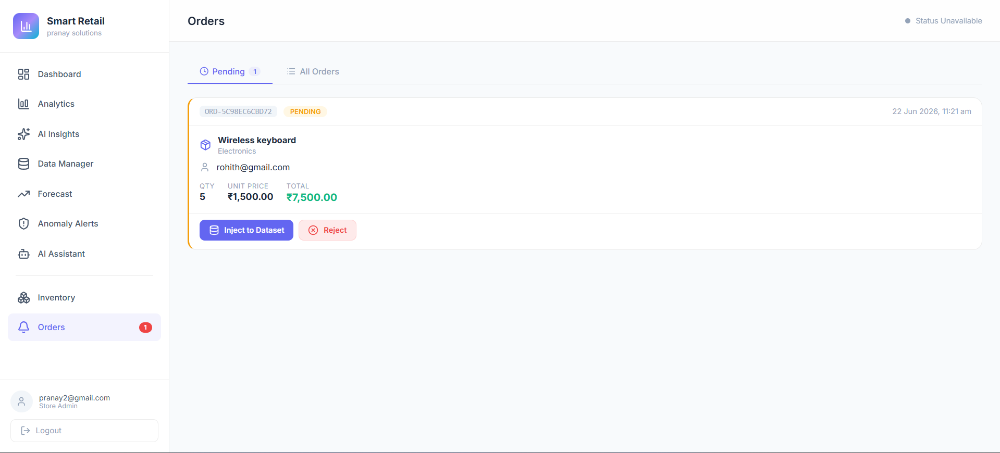 Smart Retail
pranay solutions
Dashboard
Analytics
AI Insights
Data Manager
Forecast
Anomaly Alerts
AI Assistant
Inventory
Orders 1
pranay2@gmail.com
Store Admin
Logout
Orders
Status Unavailable
Pending 1 All Orders
ORD-5C98EC6CBD72 PENDING 22 Jun 2026, 11:21 am
Wireless keyboard
Electronics
rohith@gmail.com
QTY UNIT PRICE TOTAL
5 ₹1,500.00 ₹7,500.00
Inject to Dataset Reject